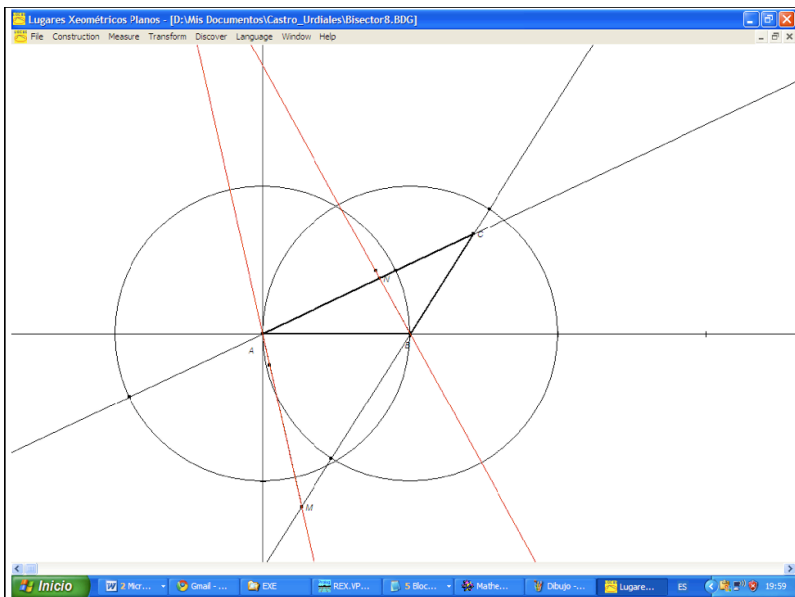 Lugares Xeométricos Planos - [D:\Mis Documentos\Castro_Urdiales\Bisector8.BDG]
File Construction Measure Transform Discover Language Window Help
C
N
A
B
M
Inicio
2 Micr...
Gmail - ...
EXE
REX.VP...
5 Bloc...
Mathe...
Dibujo -...
Lugare...
ES
19:59